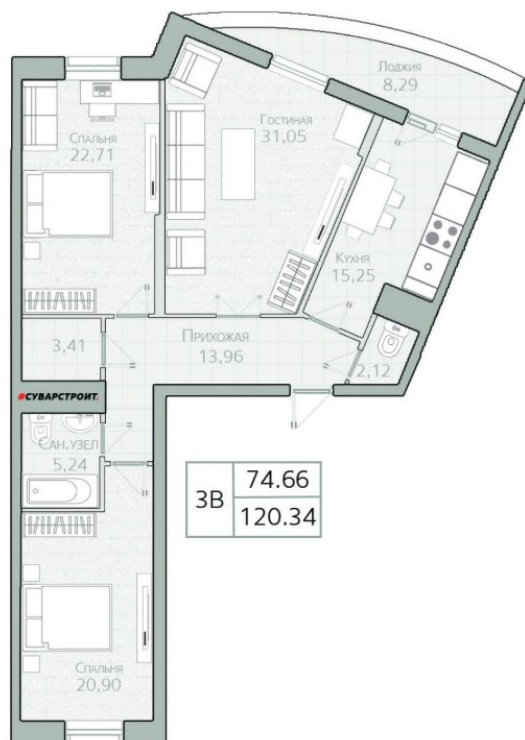 Лоджия
8,29
Гостиная
31,05
Спальня
22,71
Кухня
15,25
Прихожая
13,96
3,41
2,12
#СУВАРСТРОИТ.
Сан.узел
5,24
3В
74.66
120.34
Спальня
20,90